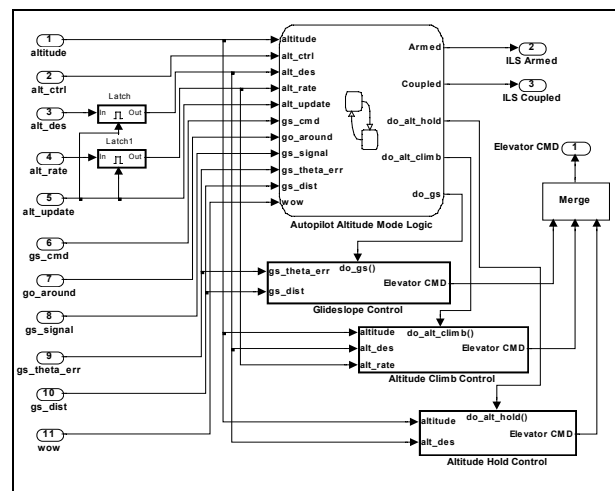 1
altitude
2
alt_ctrl
3
alt_des
4
alt_rate
5
alt_update
6
gs_cmd
7
go_around
8
gs_signal
9
gs_theta_err
10
gs_dist
11
wow
Latch
In
Out
Latch1
In
Out
altitude
alt_ctrl
alt_des
alt_rate
alt_update
gs_cmd
go_around
gs_signal
gs_theta_err
gs_dist
wow
Armed
Coupled
do_alt_hold
do_alt_climb
do_gs
Autopilot Altitude Mode Logic
2
ILS Armed
3
ILS Coupled
Elevator CMD
1
Merge
do_gs()
gs_theta_err
gs_dist
Elevator CMD
Glideslope Control
do_alt_climb()
altitude
alt_des
alt_rate
Elevator CMD
Altitude Climb Control
do_alt_hold()
altitude
alt_des
Elevator CMD
Altitude Hold Control